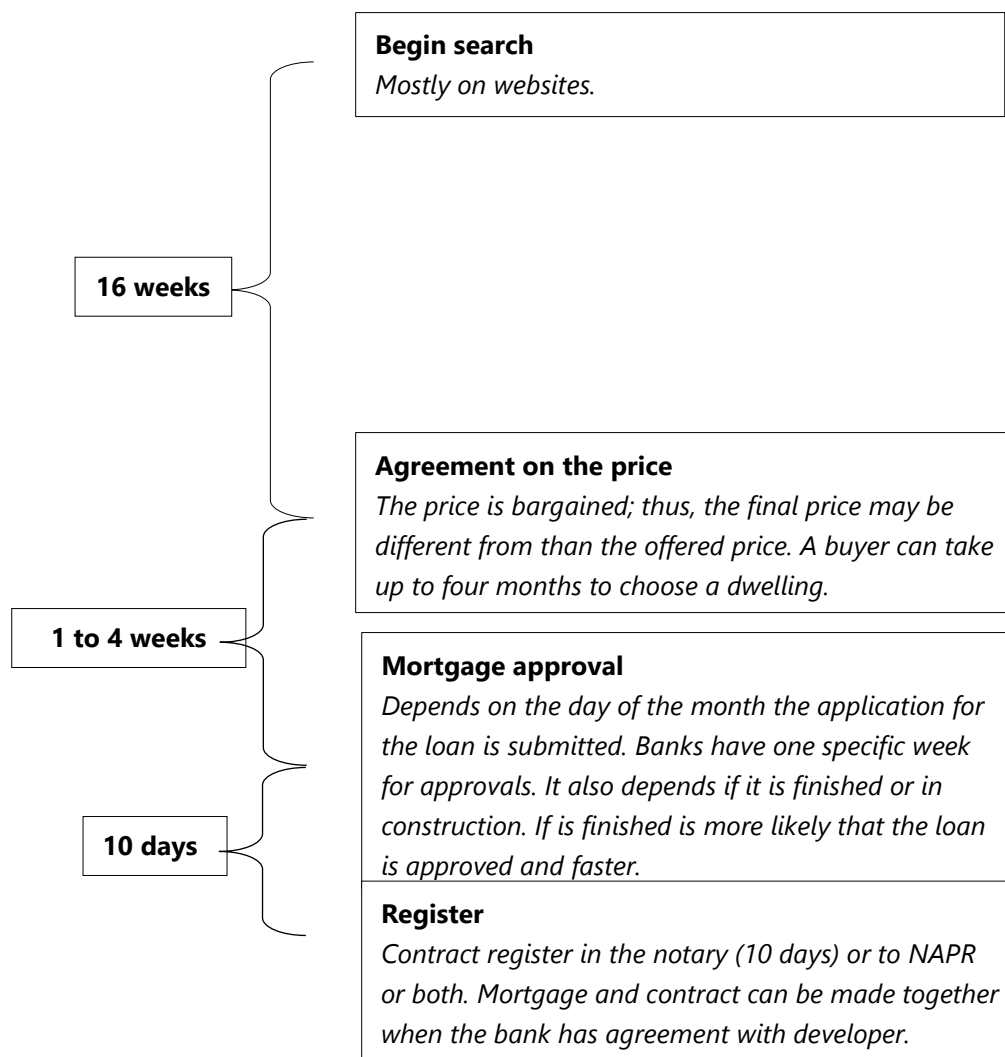 Begin search
Mostly on websites.
16 weeks
Agreement on the price
The price is bargained; thus, the final price may be
different from than the offered price. A buyer can take
up to four months to choose a dwelling.
1 to 4 weeks
Mortgage approval
Depends on the day of the month the application for
the loan is submitted. Banks have one specific week
for approvals. It also depends if it is finished or in
construction. If is finished is more likely that the loan
is approved and faster.
10 days
Register
Contract register in the notary (10 days) or to NAPR
or both. Mortgage and contract can be made together
when the bank has agreement with developer.